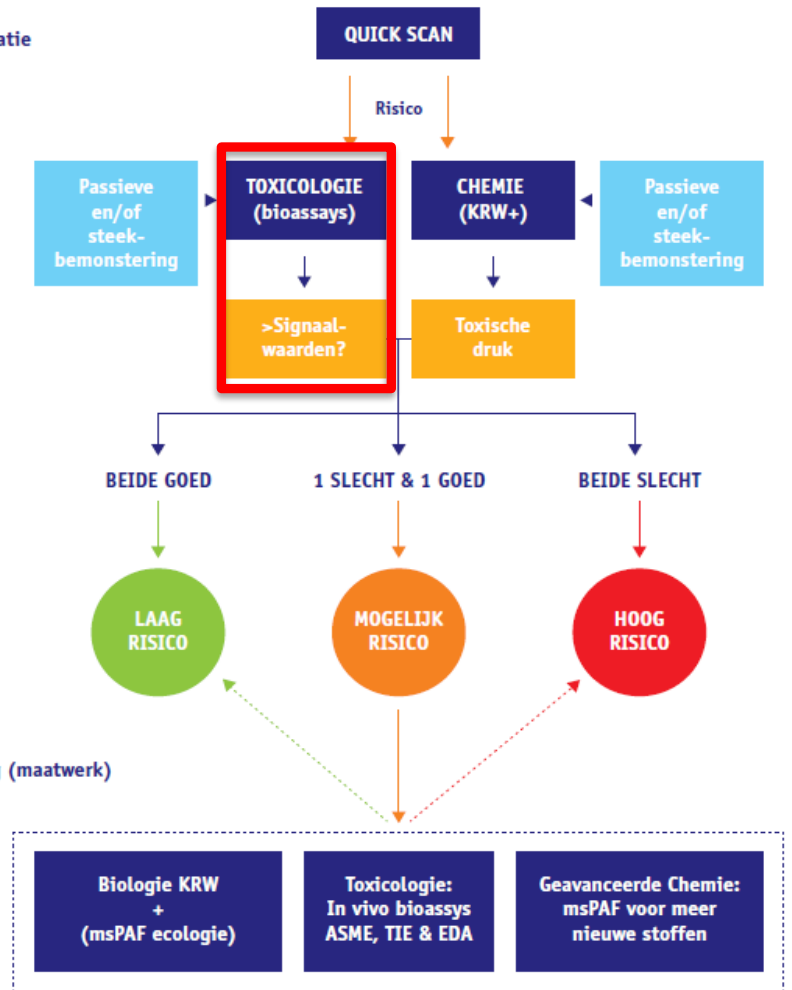 atie
QUICK SCAN
Risico
Passieve
en/of
steek-
bemonstering
TOXICOLOGIE
(bioassays)
CHEMIE
(KRW+)
Passieve
en/of
steek-
bemonstering
>Signaal-
waarden?
Toxische
druk
BEIDE GOED
1 SLECHT & 1 GOED
BEIDE SLECHT
LAAG
RISICO
MOGELIJK
RISICO
HOOG
RISICO
(maatwerk)
Biologie KRW
+
(msPAF ecologie)
Toxicologie:
In vivo bioassys
ASME, TIE & EDA
Geavanceerde Chemie:
msPAF voor meer
nieuwe stoffen